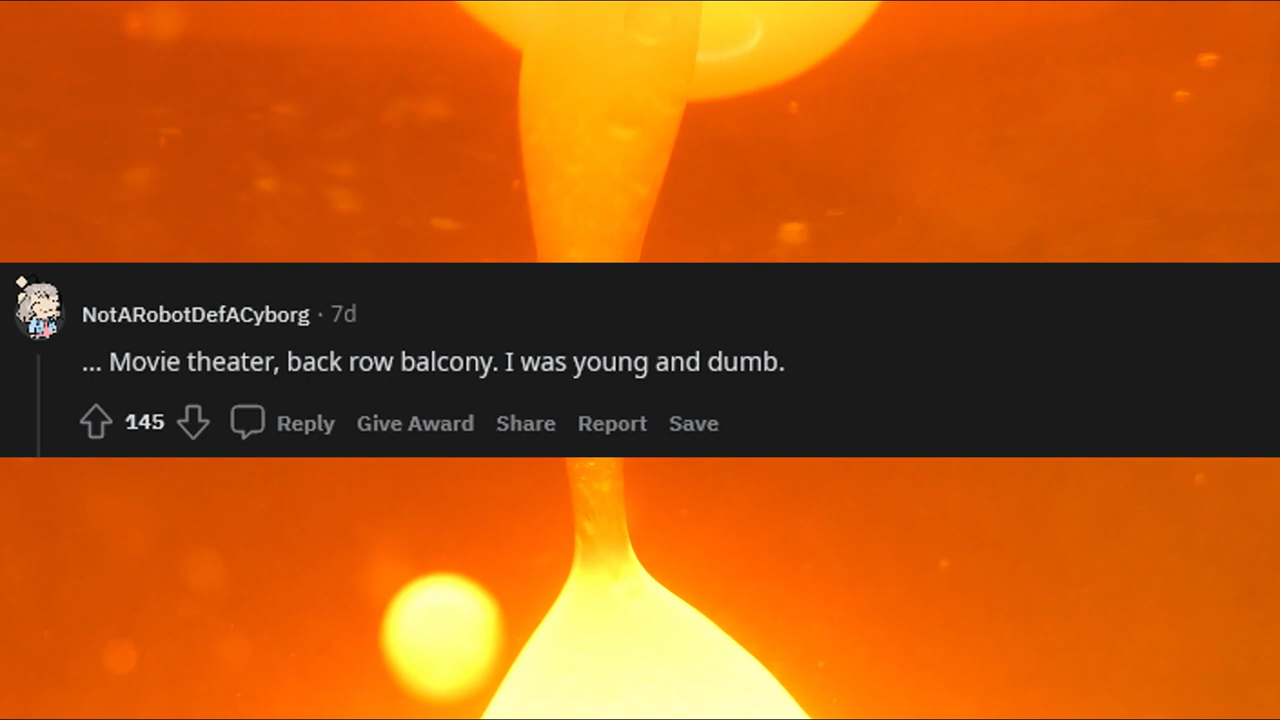 NotARobotDefACyborg · 7d
... Movie theater, back row balcony. I was young and dumb.
145 Reply Give Award Share Report Save